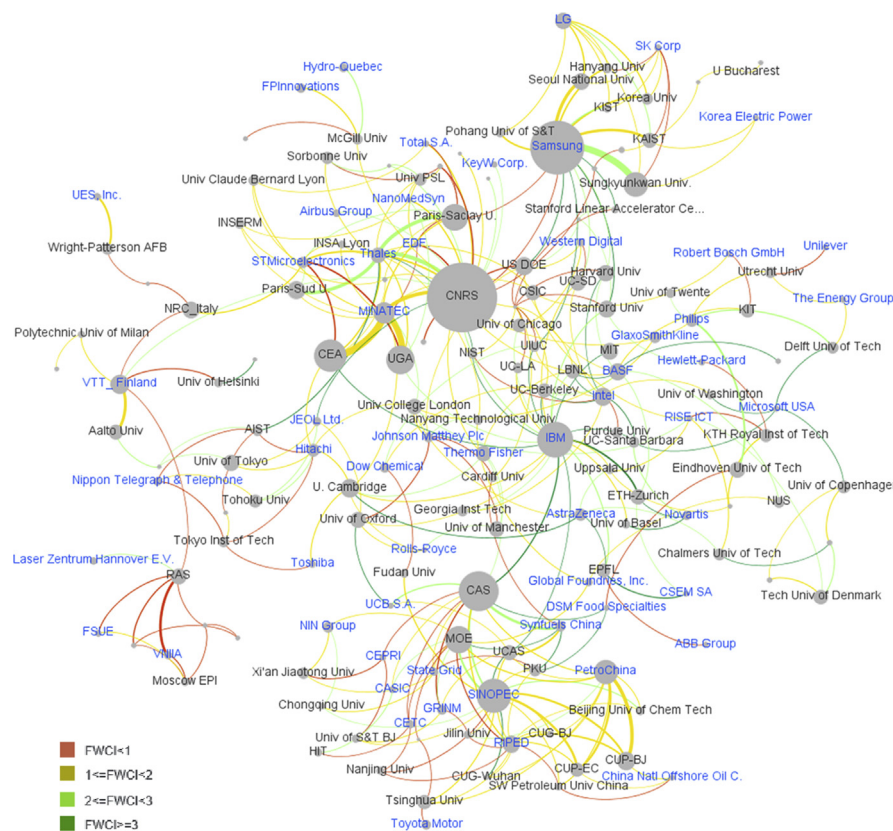 LG
SK Corp
Hydro-Quebec
Hanyang Univ
U Bucharest
Seoul National Univ
FPInnovations
Korea Univ
KIST
Korea Electric Power
Pohang Univ of S&T
McGill Univ
KAIST
Total S.A.
Samsung
Sorbonne Univ
KeyW Corp.
Univ Claude Bernard Lyon
Univ PSL
Sungkyunkwan Univ.
UES, Inc.
NanoMedSyn
Stanford Linear Accelerator Ce...
Airbus Group
Paris-Saclay U.
INSERM
Wright-Patterson AFB
INSA Lyon
EDF
Western Digital
Robert Bosch GmbH
Unilever
Thales
STMicroelectronics
US DOE
Harvard Univ
Utrecht Univ
UC-SD
Paris-Sud U
CSIC
Univ of Twente
CNRS
The Energy Group
NRC_Italy
MINATEC
Stanford Univ
KIT
Philips
Univ of Chicago
Polytechnic Univ of Milan
GlaxoSmithKline
UIUC
Delft Univ of Tech
CEA
UGA
NIST
MIT
Hewlett-Packard
UC-LA
LBNL
BASF
VTT_Finland
Univ of Helsinki
UC-Berkeley
Univ of Washington
intel
Microsoft USA
Univ College London
RISE ICT
JEOL Ltd.
Nanyang Technological Univ
Aalto Univ
AIST
Purdue Univ
KTH Royal Inst of Tech
Johnson Matthey Plc
IBM
UC-Santa Barbara
Hitachi
Thermo Fisher
Univ of Tokyo
Dow Chemical
Uppsala Univ
Eindhoven Univ of Tech
Cardiff Univ
Nippon Telegraph & Telephone
U. Cambridge
Univ of Copenhage
Tohoku Univ
ETH-Zurich
NUS
Georgia Inst Tech
AstraZeneca
Novartis
Univ of Oxford
Univ of Manchester
Univ of Basel
Tokyo Inst of Tech
Rolls-Royce
Chalmers Univ of Tech
Laser Zentrum Hannover E.V.
Toshiba
Fudan Univ
EPFL
RAS
Global Foundries, Inc.
CAS
CSEM SA
Tech Univ of Denmark
UCB S.A.
DSM Food Specialties
Synfuels China
FSUE
NIN Group
MOE
ABB Group
VNIIA
CEPRI
UCAS
PKU
Moscow EPI
Xi'an Jiaotong Univ
State Grid
PetroChina
CASIC
SINOPEC
Chongqing Univ
GRINM
Beijing Univ of Chem Tech
CETC
CUG-BJ
Univ of S&T BJ
Jilin Univ
HIT
RIPED
CUP-BJ
FWCI<1
Nanjing Univ
CUP-EC
1<=FWCI<2
CUG-Wuhan
China Natl Offshore Oil C.
SW Petroleum Univ China
2<=FWCI<3
Tsinghua Univ
FWCI>=3
Toyota Motor